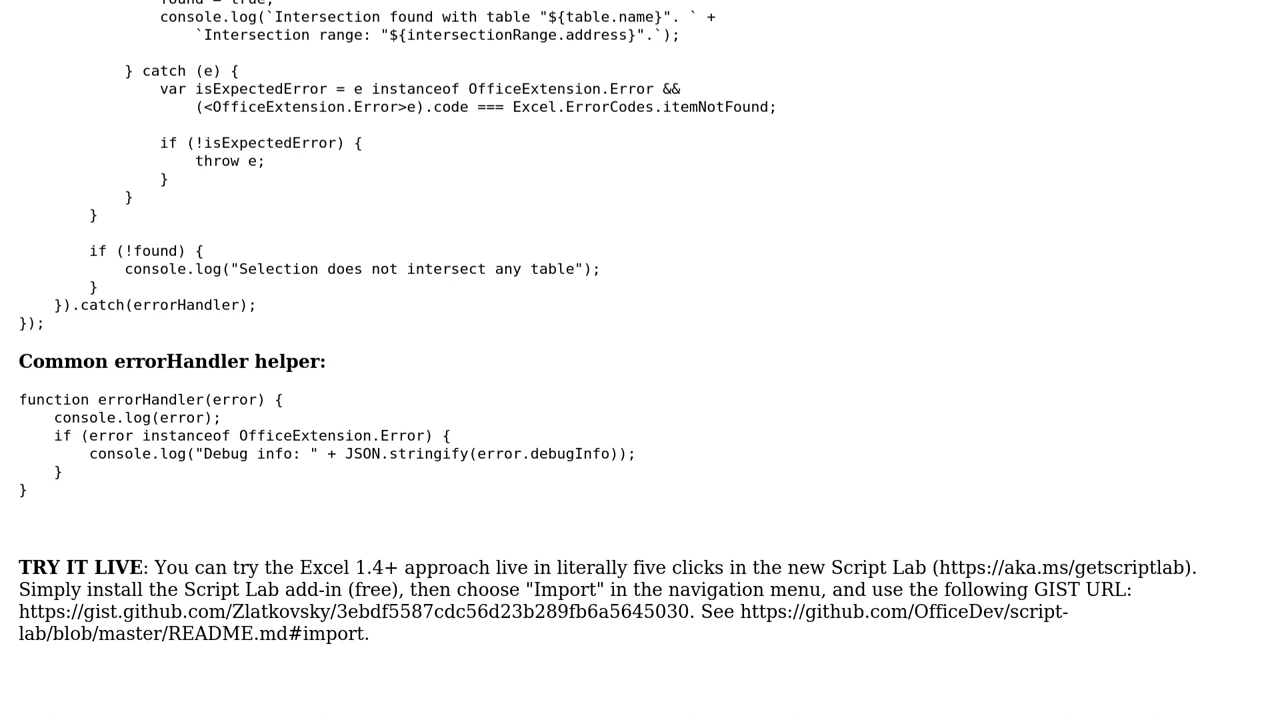 found = true;
console.log(`Intersection found with table "${table.name}". ` +
`Intersection range: "${intersectionRange.address}".`);
} catch (e) {
var isExpectedError = e instanceof OfficeExtension.Error &&
(<OfficeExtension.Error>e).code === Excel.ErrorCodes.itemNotFound;
if (!isExpectedError) {
throw e;
}
}
}
if (!found) {
console.log("Selection does not intersect any table");
}
}).catch(errorHandler);
});
Common errorHandler helper:
function errorHandler(error) {
console.log(error);
if (error instanceof OfficeExtension.Error) {
console.log("Debug info: " + JSON.stringify(error.debugInfo));
}
}
TRY IT LIVE: You can try the Excel 1.4+ approach live in literally five clicks in the new Script Lab (https://aka.ms/getscriptlab).
Simply install the Script Lab add-in (free), then choose "Import" in the navigation menu, and use the following GIST URL:
https://gist.github.com/Zlatkovsky/3ebdf5587cdc56d23b289fb6a5645030. See https://github.com/OfficeDev/script-
lab/blob/master/README.md#import.